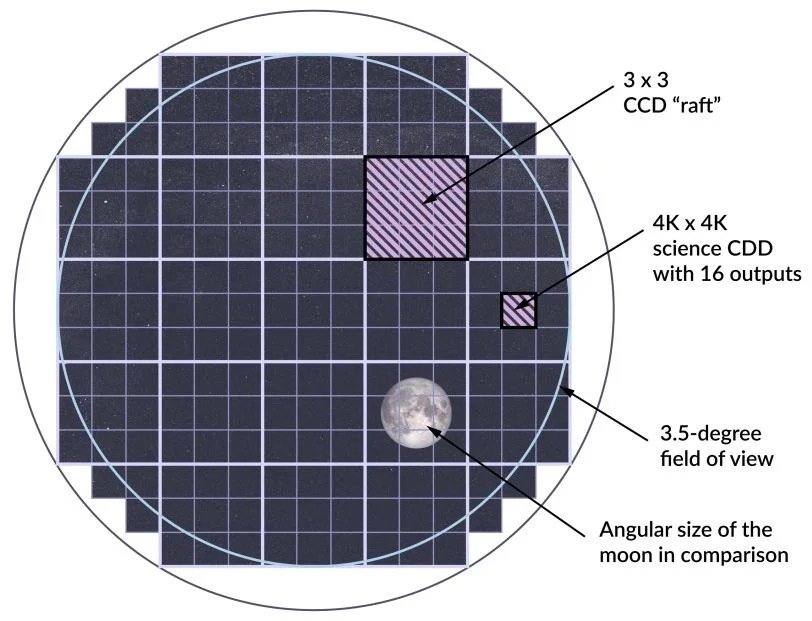 3 x 3
CCD “raft”
4K x 4K
science CDD
with 16 outputs
3.5-degree
field of view
Angular size of the
moon in comparison